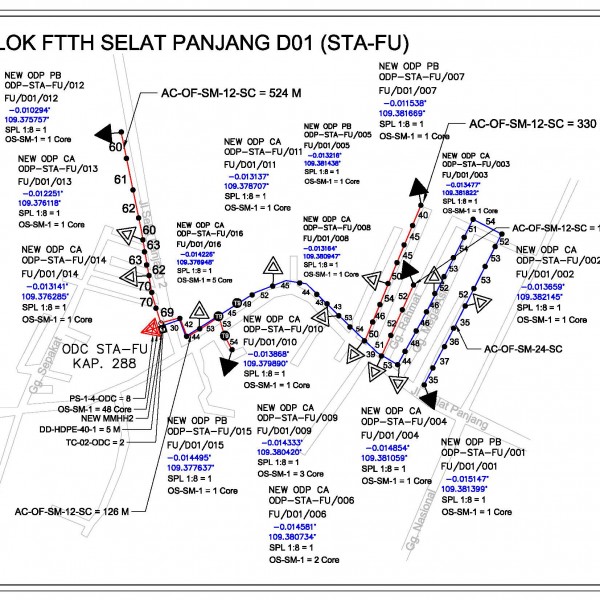 LOK FTTH SELAT PANJANG D01 (STA-FU)
NEW ODP PB
ODP-STA-FU/012
FU/D01/012
-0.010294°
109.375757°
SPL 1:8 = 1
OS-SM-1 = 1 Core
AC-OF-SM-12-SC = 524 M
NEW ODP PB
ODP-STA-FU/007
FU/D01/007
-0.011538°
109.381668°
SPL 1:8 = 1
OS-SM-1 = 1 Core
AC-OF-SM-12-SC = 330
NEW ODP CA
ODP-STA-FU/013
FU/D01/013
-0.012251°
109.376118°
SPL 1:8 = 1
OS-SM-1 = 1 Core
NEW ODP CA
ODP-STA-FU/011
FU/D01/011
-0.013137°
109.378707°
SPL 1:8 = 1
OS-SM-1 = 1 Core
NEW ODP PB
ODP-STA-FU/005
FU/D01/005
109.381439°
SPL 1:8 = 1
OS-SM-1 = 1 Core
NEW ODP CA
ODP-STA-FU/003
FU/D01/003
-0.013477°
109.381822°
SPL 1:8 = 1
OS-SM-1 = 1 Core
NEW ODP CA
ODP-STA-FU/014
FU/D01/014
-0.013141°
109.376285°
SPL 1:8 = 1
OS-SM-1 = 1 Core
NEW ODP CA
ODP-STA-FU/016
FU/D01/016
109.376948°
SPL 1:8 = 1
OS-SM-1 = 5 Core
NEW ODP CA
ODP-STA-FU/008
FU/D01/008
-0.013164°
109.380947°
SPL 1:8 = 1
OS-SM-1 = 1 Core
AC-OF-SM-12-SC = 1
NEW ODP CA
ODP-STA-FU/002
FU/D01/002
-0.013659°
109.382145°
SPL 1:8 = 1
OS-SM-1 = 1 Core
60
61
62
60
63
63
62
70
70
69
30
44
53
54
49
52
45
45
43
53
39
53
44
50
50
44
40
51
54
52
52
53
54
37
36
35
35
TB
TB
TB
Jl. Selat Panjang 2
Gg. Sepakat
Gg. Nasional
Jl. Selat Panjang
Gg. Nasional
ODC STA-FU
KAP. 288
NEW ODP CA
ODP-STA-FU/010
FU/D01/010
-0.013868°
109.379890°
SPL 1:8 = 1
OS-SM-1 = 1 Core
AC-OF-SM-24-SC
PS-1-4-ODC = 8
OS-SM-1 = 48 Core
NEW MMHH2
DD-HDPE-40-1 = 5 M
TC-02-ODC = 2
NEW ODP PB
ODP-STA-FU/015
FU/D01/015
-0.014495°
109.377637°
SPL 1:8 = 1
OS-SM-1 = 1 Core
NEW ODP CA
ODP-STA-FU/009
FU/D01/009
-0.014333°
109.380420°
SPL 1:8 = 1
OS-SM-1 = 3 Core
NEW ODP CA
ODP-STA-FU/004
FU/D01/004
-0.014854°
109.381059°
SPL 1:8 = 1
OS-SM-1 = 1 Core
NEW ODP PB
ODP-STA-FU/001
FU/D01/001
-0.015147°
109.381399°
SPL 1:8 = 1
OS-SM-1 = 1 Core
AC-OF-SM-12-SC = 126 M
NEW ODP CA
ODP-STA-FU/006
FU/D01/006
-0.014581°
109.380734°
SPL 1:8 = 1
OS-SM-1 = 2 Core